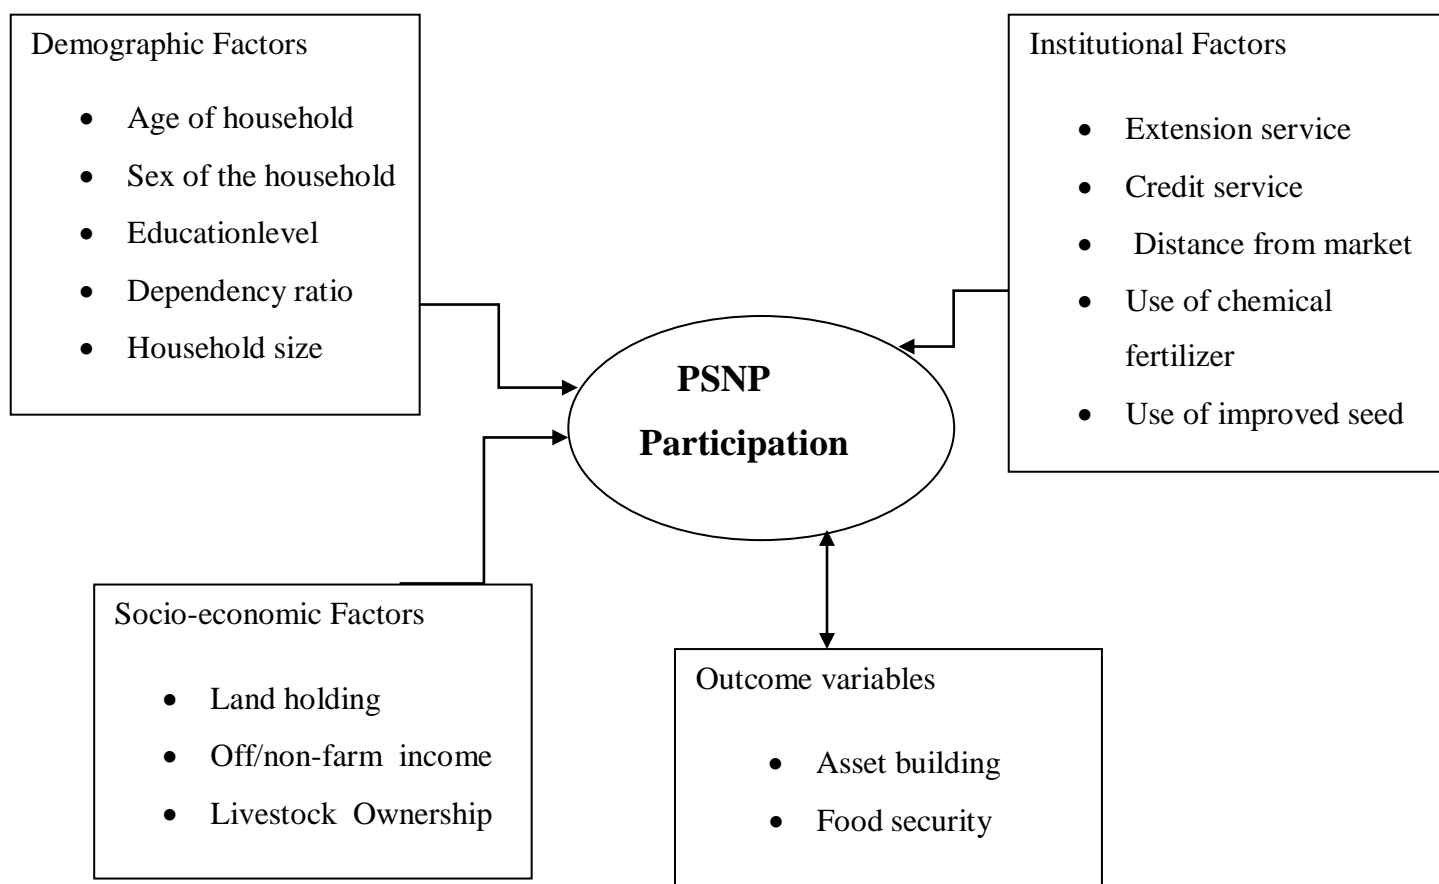 Demographic Factors
• Age of household
• Sex of the household
• Educationlevel
• Dependency ratio
• Household size
Institutional Factors
• Extension service
• Credit service
• Distance from market
• Use of chemical
fertilizer
• Use of improved seed
PSNP
Participation
Socio-economic Factors
• Land holding
• Off/non-farm income
• Livestock Ownership
Outcome variables
• Asset building
• Food security